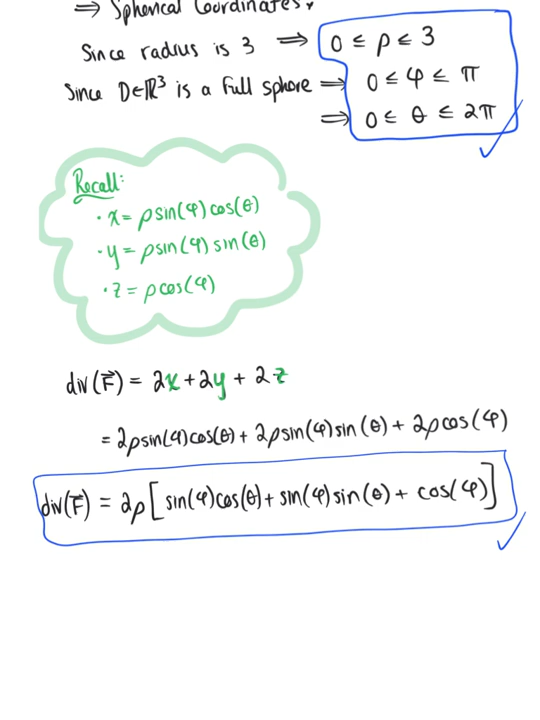 ⇒ Spherical Coordinates,
Since radius is 3 ⇒ 0 ≤ ρ ≤ 3
Since D∈ℝ³ is a full sphere ⇒ 0 ≤ φ ≤ π
⇒ 0 ≤ θ ≤ 2π
Recall:
· x = ρsin(φ)cos(θ)
· y = ρsin(φ)sin(θ)
· z = ρcos(φ)
div(F⃗) = 2x+2y+2z
= 2ρsin(φ)cos(θ) + 2ρsin(φ)sin(θ) + 2ρcos(φ)
div(F⃗) = 2ρ[sin(φ)cos(θ)+sin(φ)sin(θ) + cos(φ)]